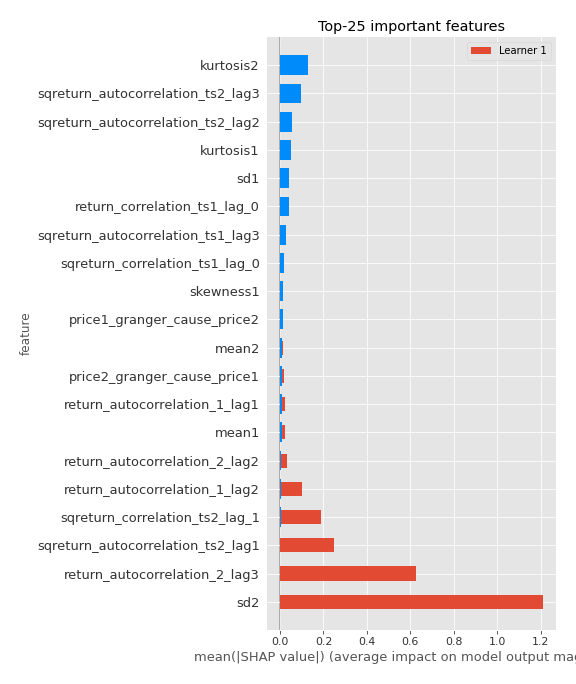 Top-25 important features
Learner 1
kurtosis2
sqreturn_autocorrelation_ts2_lag3
sqreturn_autocorrelation_ts2_lag2
kurtosis1
sd1
return_correlation_ts1_lag_0
sqreturn_autocorrelation_ts1_lag3
sqreturn_correlation_ts1_lag_0
skewness1
price1_granger_cause_price2
mean2
price2_granger_cause_price1
return_autocorrelation_1_lag1
mean1
return_autocorrelation_2_lag2
return_autocorrelation_1_lag2
sqreturn_correlation_ts2_lag_1
sqreturn_autocorrelation_ts2_lag1
return_autocorrelation_2_lag3
sd2
feature
0.0 0.2 0.4 0.6 0.8 1.0 1.2
mean(|SHAP value|) (average impact on model output mag